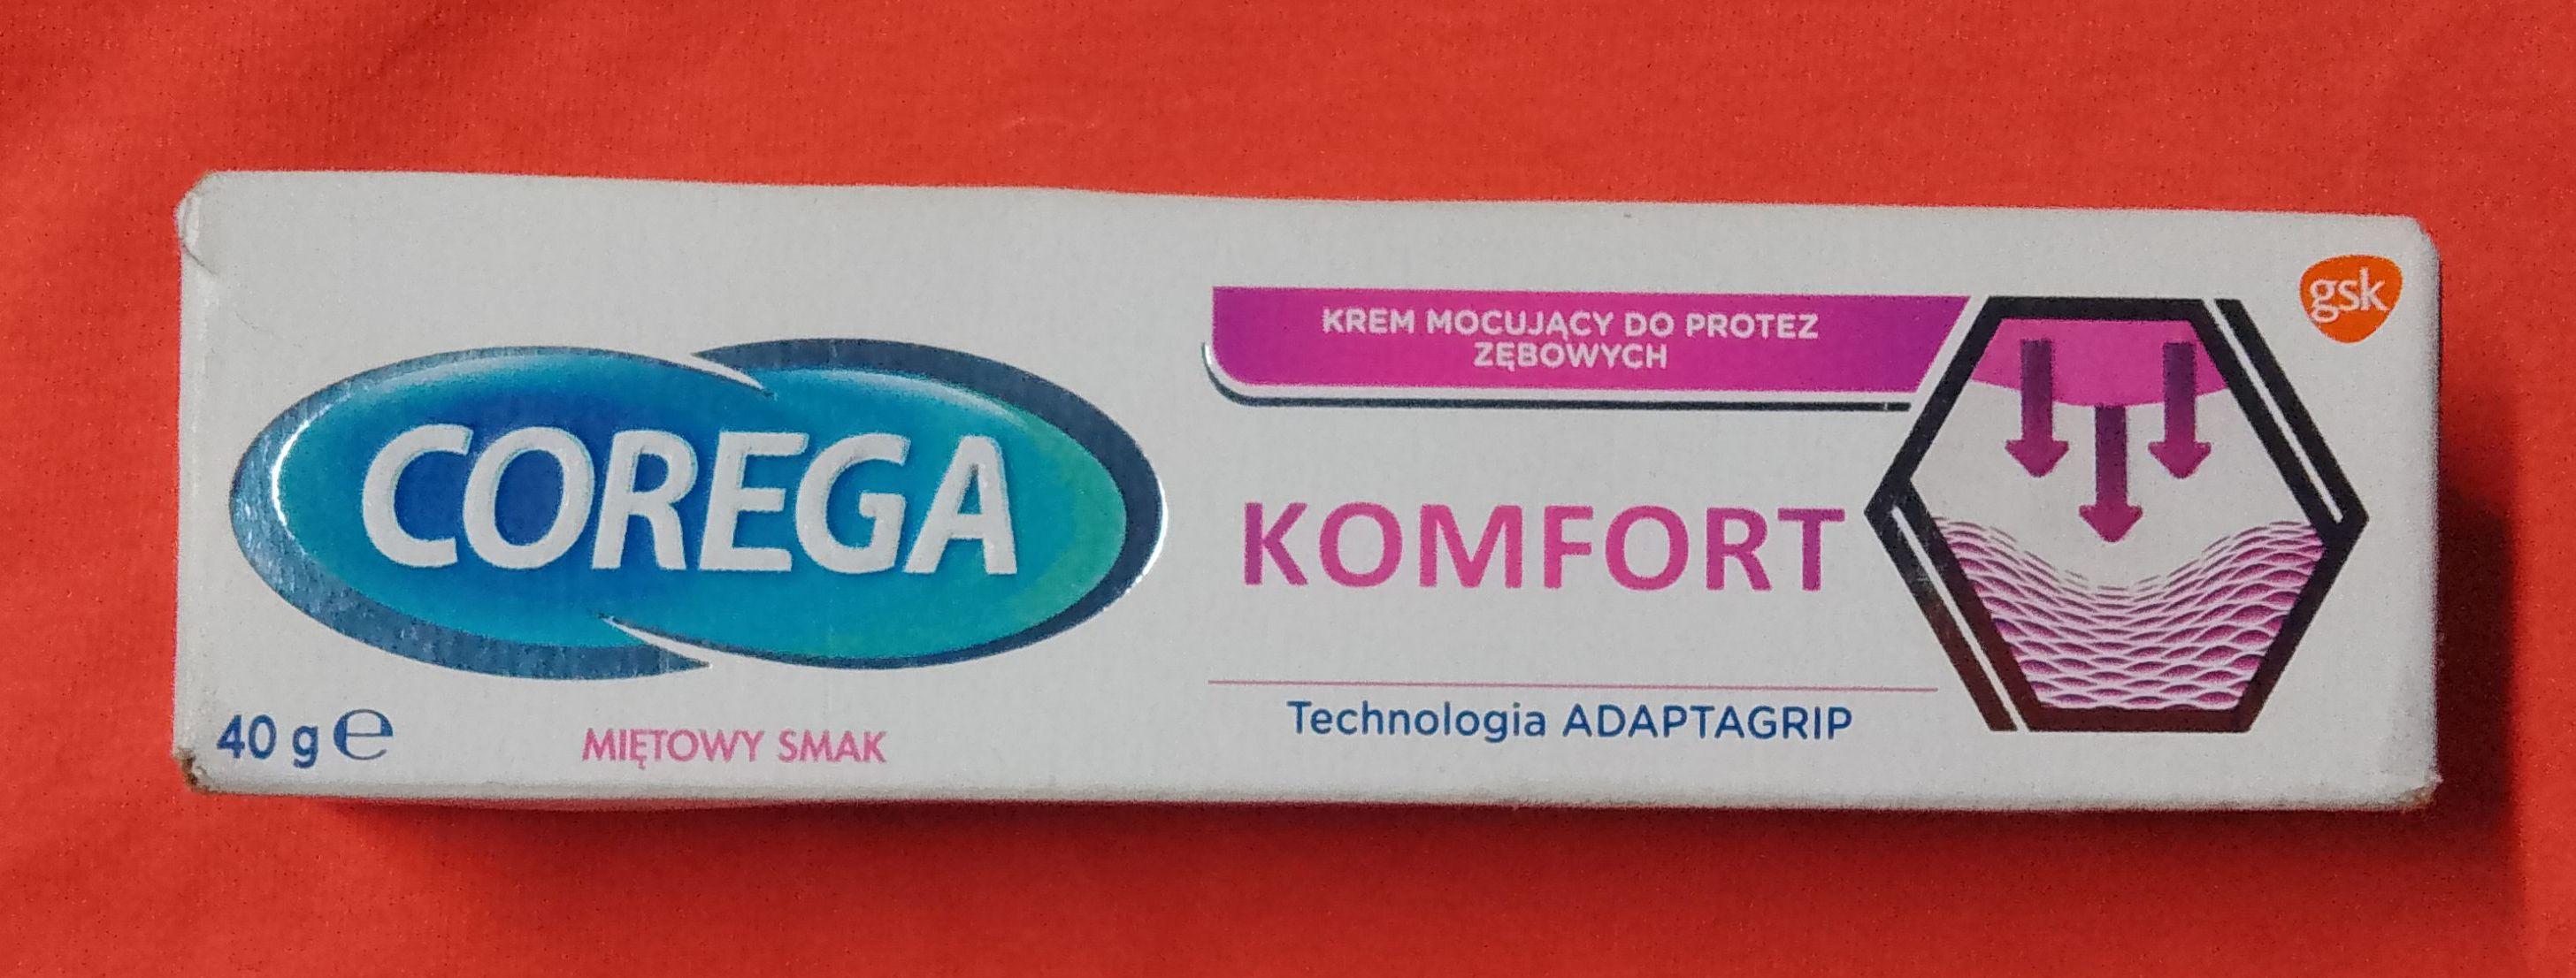 COREGA
40 g ℮
MIĘTOWY SMAK
KREM MOCUJĄCY DO PROTEZ
ZĘBOWYCH
KOMFORT
Technologia ADAPTAGRIP
gsk